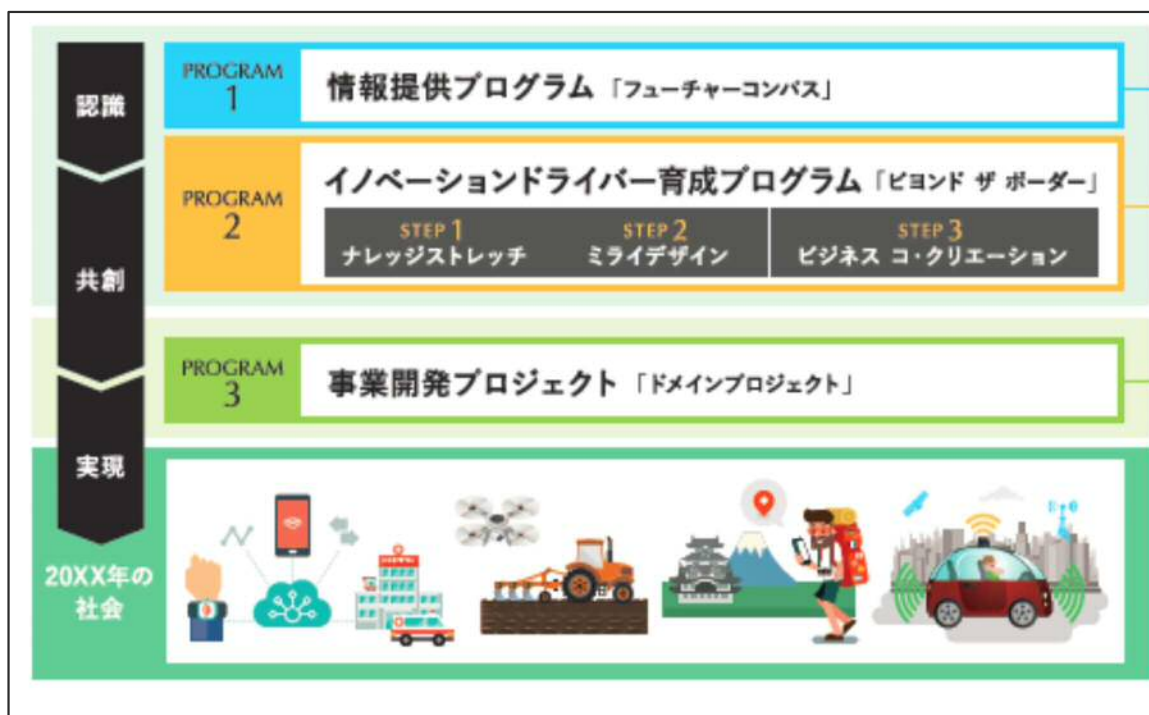 認識
PROGRAM
1
情報提供プログラム「フューチャーコンパス」
PROGRAM
2
イノベーションドライバー育成プログラム「ビヨンド ザ ボーダー」
STEP 1
ナレッジストレッチ
STEP 2
ミライデザイン
STEP 3
ビジネス コ・クリエーション
共創
PROGRAM
3
事業開発プロジェクト「ドメインプロジェクト」
実現
20XX年の
社会